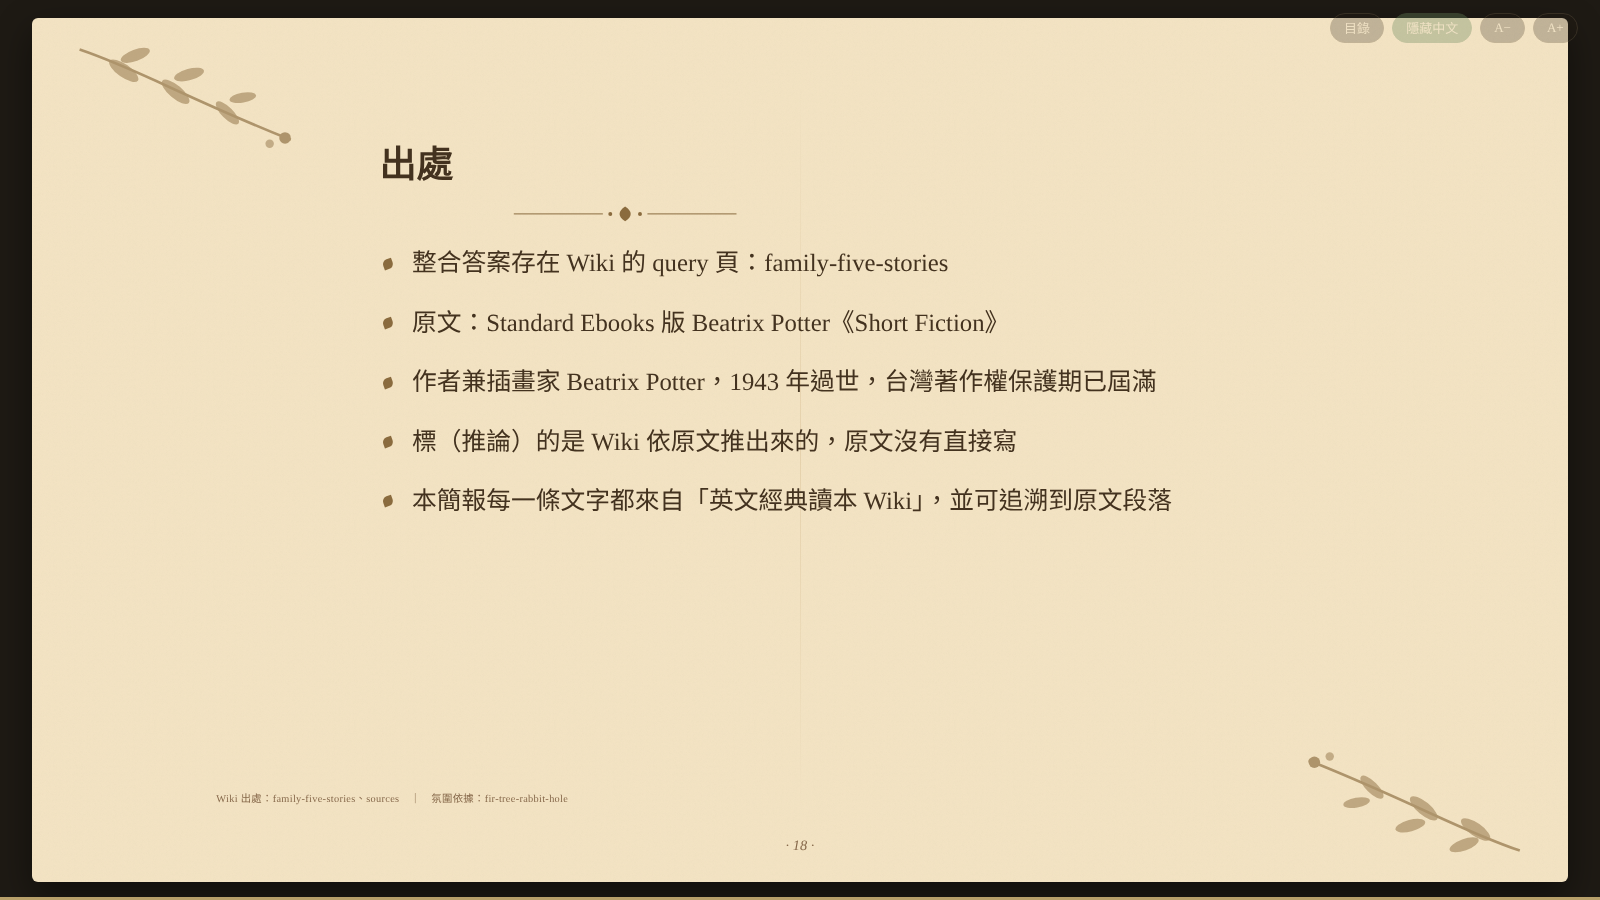 目錄 隱藏中文 A− A+
出處
整合答案存在 Wiki 的 query 頁：family-five-stories
原文：Standard Ebooks 版 Beatrix Potter《Short Fiction》
作者兼插畫家 Beatrix Potter，1943 年過世，台灣著作權保護期已屆滿
標（推論）的是 Wiki 依原文推出來的，原文沒有直接寫
本簡報每一條文字都來自「英文經典讀本 Wiki」，並可追溯到原文段落
Wiki 出處：family-five-stories、sources ｜ 氛圍依據：fir-tree-rabbit-hole
· 18 ·